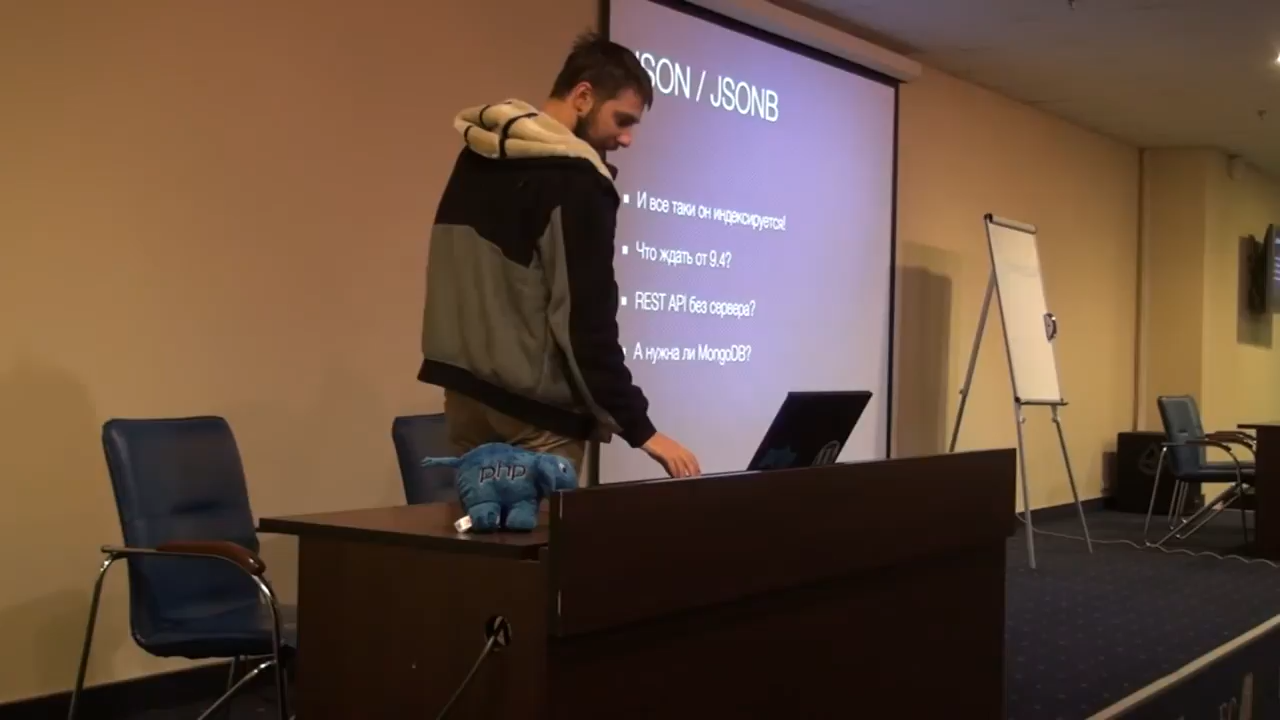 JSON / JSONB
И все таки он индексируется!
Что ждать от 9.4?
REST API без сервера?
А нужна ли MongoDB?
php